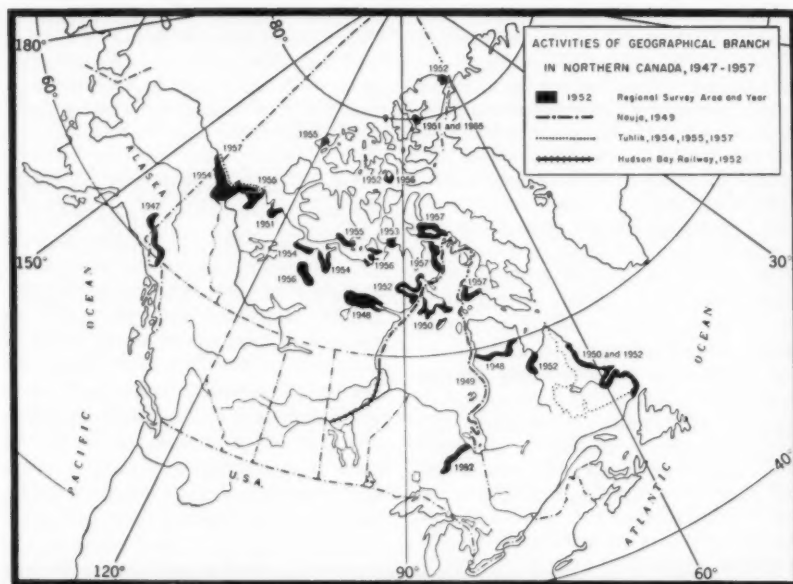 ACTIVITIES OF GEOGRAPHICAL BRANCH
IN NORTHERN CANADA, 1947-1957
1952 Regional Survey Area and Year
Nauja, 1949
Tuhlik, 1954, 1955, 1957
Hudson Bay Railway, 1952
180°
60°
80°
1952
1951 and 1955
1955
1957
1954
1956
1951
1952
1956
ALASKA
1947
1955
1953
1957
1954
1956
1957
1954
1956
1952
1957
1948
1950
150°
30°
OCEAN
OCEAN
1950 and 1952
1948
1952
1949
1952
PACIFIC
U.S.A.
ATLANTIC
40°
120°
90°
60°